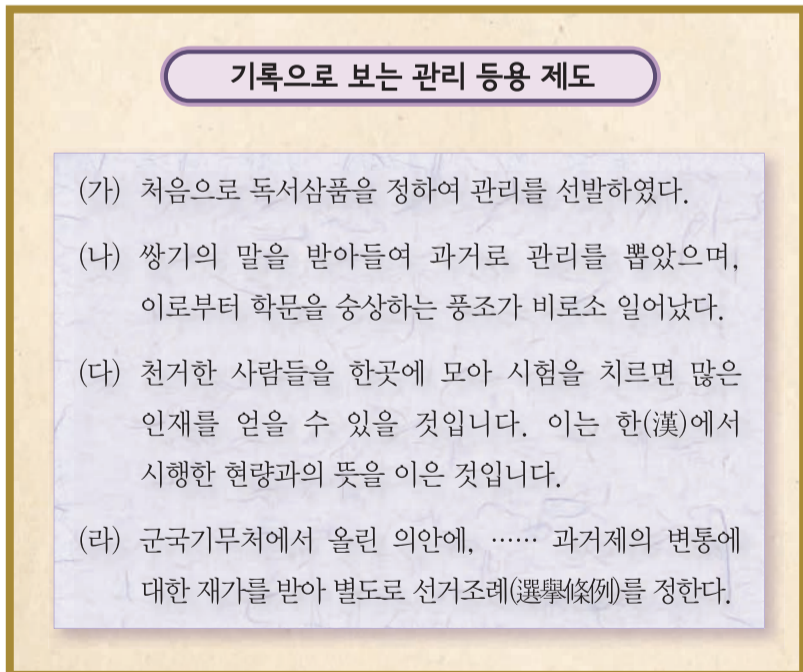 기록으로 보는 관리 등용 제도
(가) 처음으로 독서삼품을 정하여 관리를 선발하였다.
(나) 쌍기의 말을 받아들여 과거로 관리를 뽑았으며,
이로부터 학문을 숭상하는 풍조가 비로소 일어났다.
(다) 천거한 사람들을 한곳에 모아 시험을 치르면 많은
인재를 얻을 수 있을 것입니다. 이는 한(漢)에서
시행한 현량과의 뜻을 이은 것입니다.
(라) 군국기무처에서 올린 의안에, …… 과거제의 변통에
대한 재가를 받아 별도로 선거조례(選擧條例)를 정한다.